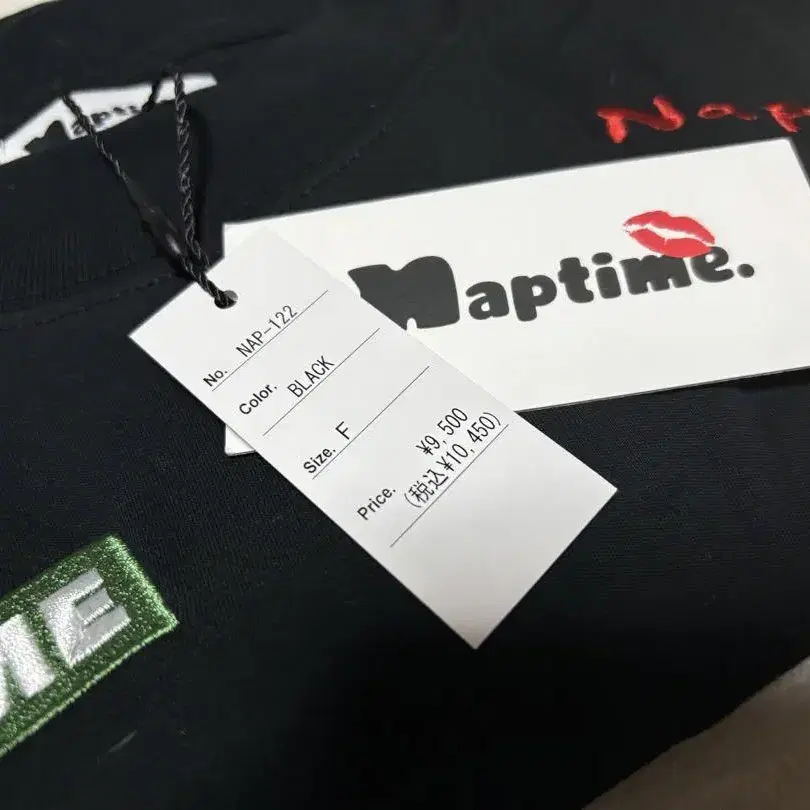 Naptime.
No. NAP-122
Color. BLACK
Size. F
Price. ¥9,500
(税込¥10,450)